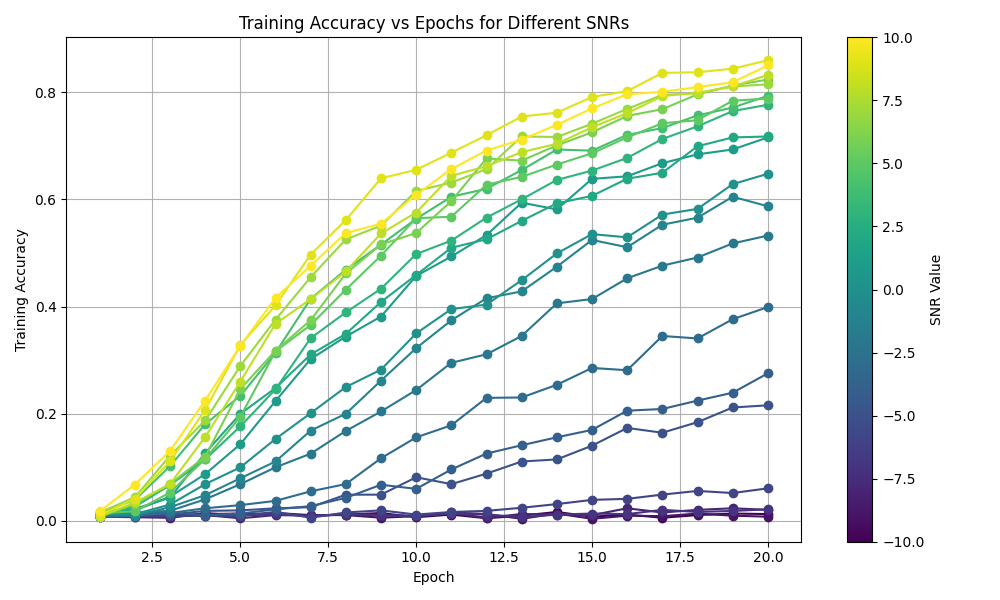 Training Accuracy vs Epochs for Different SNRs
Training Accuracy
0.8
0.6
0.4
0.2
0.0
2.5 5.0 7.5 10.0 12.5 15.0 17.5 20.0
Epoch
10.0
7.5
5.0
2.5
0.0
−2.5
−5.0
−7.5
−10.0
SNR Value